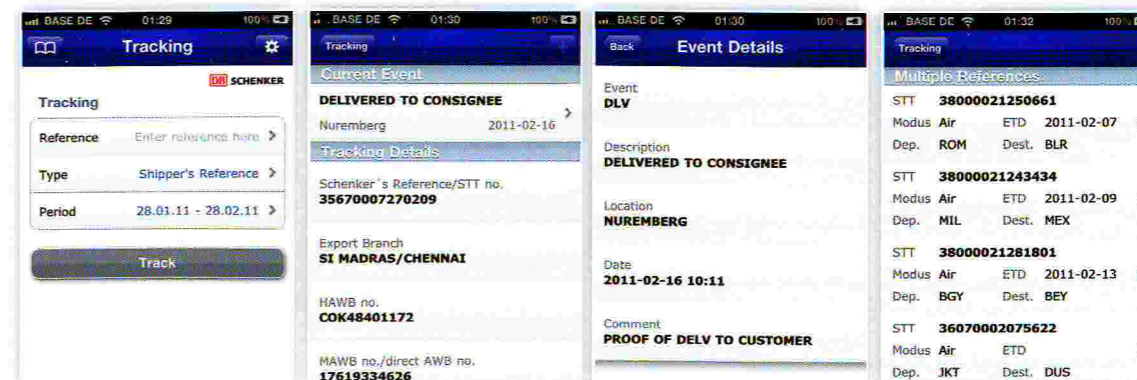 BASE DE 01:29 100%
Tracking
DB SCHENKER
Tracking
Reference Enter reference here
Type Shipper's Reference
Period 28.01.11 - 28.02.11
Track
BASE DE 01:30 100%
Tracking
Current Event
DELIVERED TO CONSIGNEE
Nuremberg 2011-02-16
Tracking Details
Schenker´s Reference/STT no.
35670007270209
Export Branch
SI MADRAS/CHENNAI
HAWB no.
COK48401172
MAWB no./direct AWB no.
17619334626
BASE DE 01:30 100%
Back Event Details
Event
DLV
Description
DELIVERED TO CONSIGNEE
Location
NUREMBERG
Date
2011-02-16 10:11
Comment
PROOF OF DELV TO CUSTOMER
BASE DE 01:32 100%
Tracking
Multiple References
STT 38000021250661
Modus Air ETD 2011-02-07
Dep. ROM Dest. BLR
STT 38000021243434
Modus Air ETD 2011-02-09
Dep. MIL Dest. MEX
STT 38000021281801
Modus Air ETD 2011-02-13
Dep. BGY Dest. BEY
STT 36070002075622
Modus Air ETD
Dep. JKT Dest. DUS